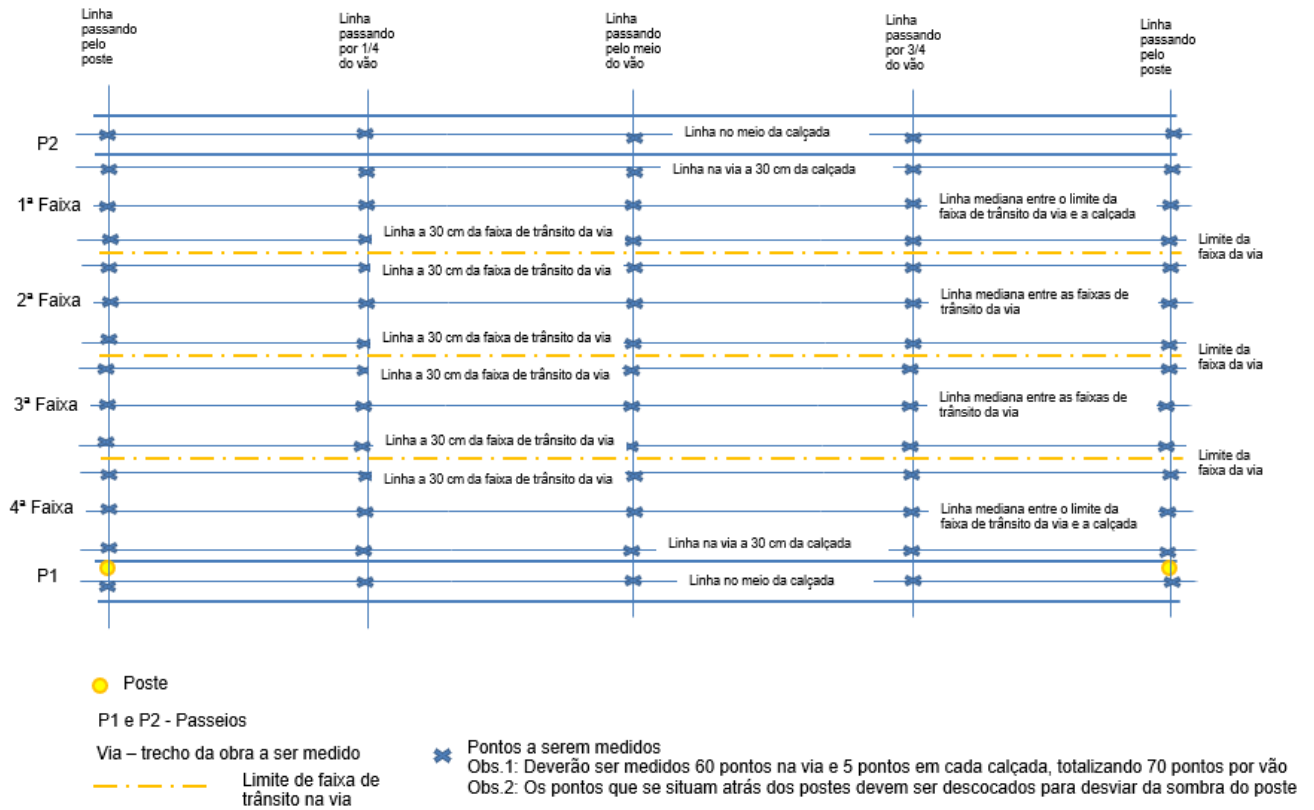 Linha
passando
pelo
poste
Linha
passando
por 1/4
do vão
Linha
passando
pelo meio
do vão
Linha
passando
por 3/4
do vão
Linha
passando
pelo
poste
P2
Linha no meio da calçada
Linha na via a 30 cm da calçada
1ª Faixa
Linha mediana entre o limite da
faixa de trânsito da via e a calçada
Linha a 30 cm da faixa de trânsito da via
Limite da
faixa da via
Linha a 30 cm da faixa de trânsito da via
2ª Faixa
Linha mediana entre as faixas de
trânsito da via
Linha a 30 cm da faixa de trânsito da via
Limite da
faixa da via
Linha a 30 cm da faixa de trânsito da via
3ª Faixa
Linha mediana entre as faixas de
trânsito da via
Linha a 30 cm da faixa de trânsito da via
Limite da
faixa da via
Linha a 30 cm da faixa de trânsito da via
4ª Faixa
Linha mediana entre o limite da
faixa de trânsito da via e a calçada
Linha na via a 30 cm da calçada
P1
Linha no meio da calçada
Poste
P1 e P2 - Passeios
Via – trecho da obra a ser medido
Limite de faixa de
trânsito na via
Pontos a serem medidos
Obs.1: Deverão ser medidos 60 pontos na via e 5 pontos em cada calçada, totalizando 70 pontos por vão
Obs.2: Os pontos que se situam atrás dos postes devem ser descocados para desviar da sombra do poste